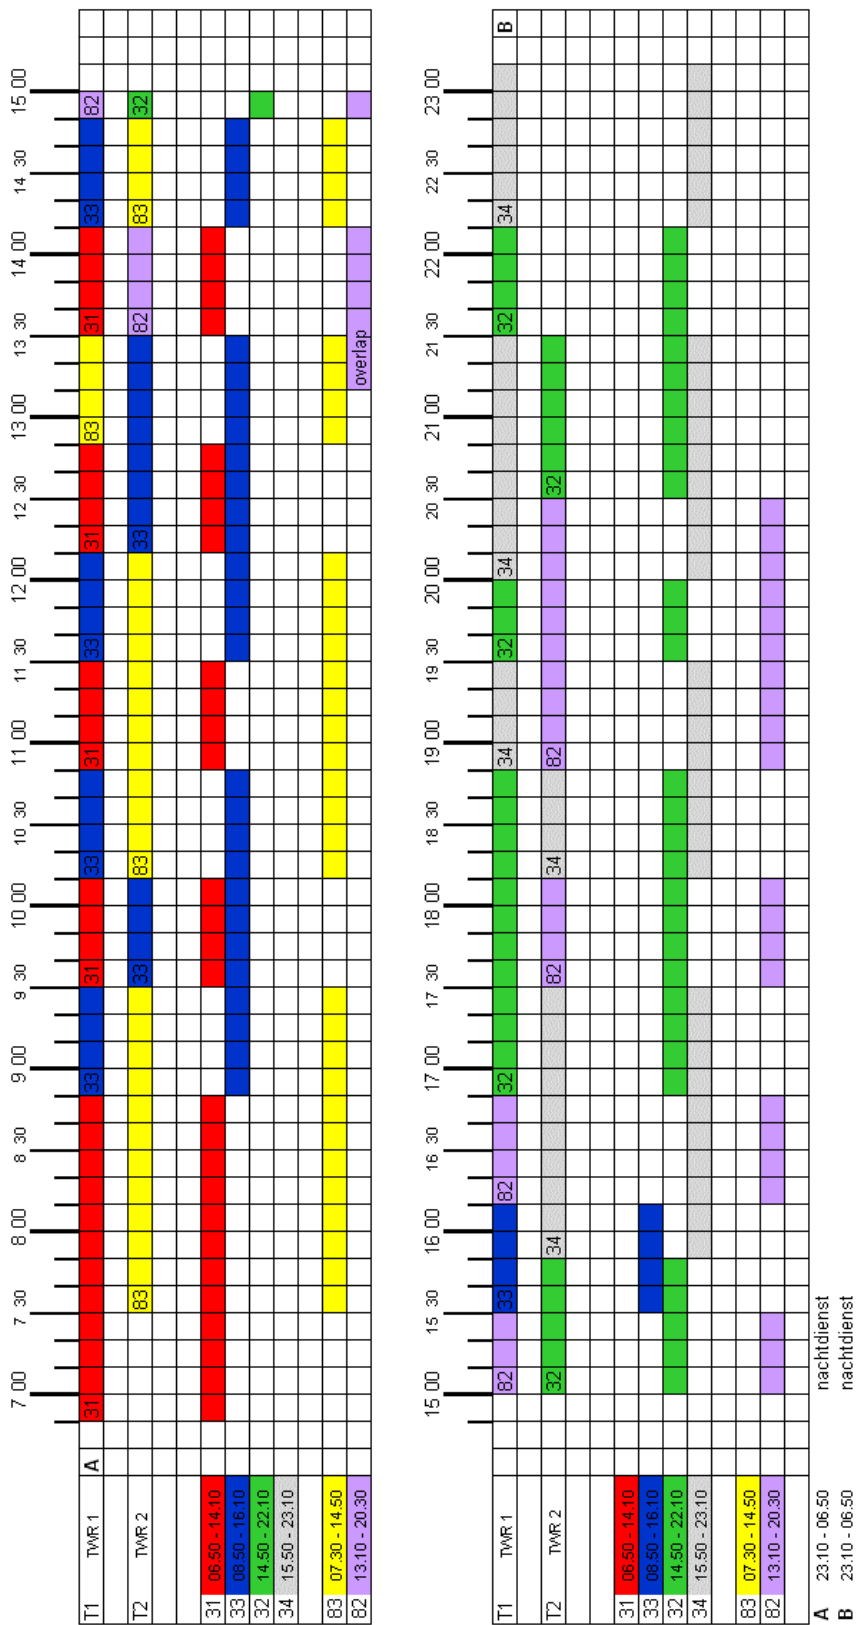 7 00 7 30 8 00 8 30 9 00 9 30 10 00 10 30 11 00 11 30 12 00 12 30 13 00 13 30 14 00 14 30 15 00
T1 TWR 1 A 31 33 31 33 31 33 31 83 31 33 82
T2 TWR 2 83 33 83 33 82 83 32
31 06.50 - 14.10
33 08.50 - 16.10
32 14.50 - 22.10
34 15.50 - 23.10
83 07.30 - 14.50
82 13.10 - 20.30 overlap
15 00 15 30 16 00 16 30 17 00 17 30 18 00 18 30 19 00 19 30 20 00 20 30 21 00 21 30 22 00 22 30 23 00
T1 TWR 1 82 33 82 32 34 32 34 32 34 B
T2 TWR 2 32 34 82 34 82 32
31 06.50 - 14.10
33 08.50 - 16.10
32 14.50 - 22.10
34 15.50 - 23.10
83 07.30 - 14.50
82 13.10 - 20.30
A 23.10 - 06.50 nachtdienst
B 23.10 - 06.50 nachtdienst